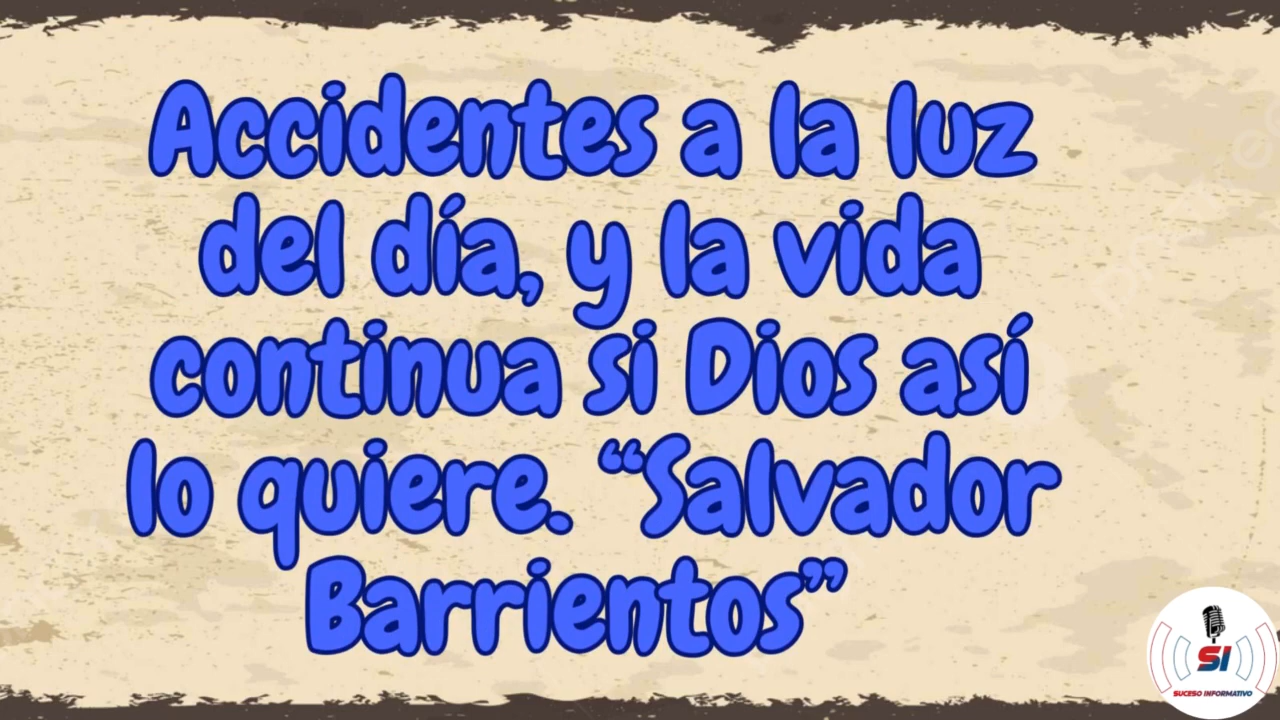 Accidentes a la luz
del día, y la vida
continua si Dios así
lo quiere. “Salvador
Barrientos”
SI
SUCESO INFORMATIVO